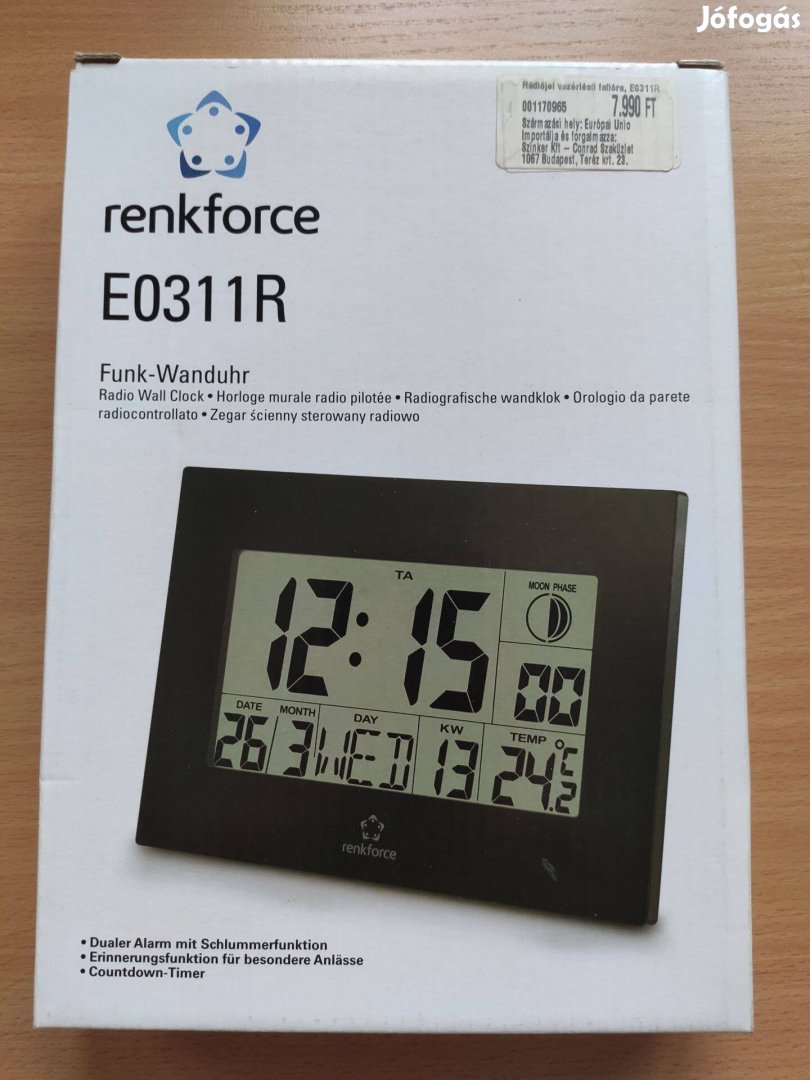 Jófogás
Rádiójel vezérlésű falióra, E0311R
001170965 7.990 FT
Származási hely: Európai Unio
Importálja és forgalmazza:
Szinker Kft – Conrad Szaküzlet
1067 Budapest, Teréz krt. 23.
renkforce
E0311R
Funk-Wanduhr
Radio Wall Clock • Horloge murale radio pilotée • Radiografische wandklok • Orologio da parete
radiocontrollato • Zegar ścienny sterowany radiowo
TA
12:15
MOON PHASE
00
DATE MONTH DAY KW TEMP
26 3 WED 13 24.2 °C
renkforce
• Dualer Alarm mit Schlummerfunktion
• Erinnerungsfunktion für besondere Anlässe
• Countdown-Timer